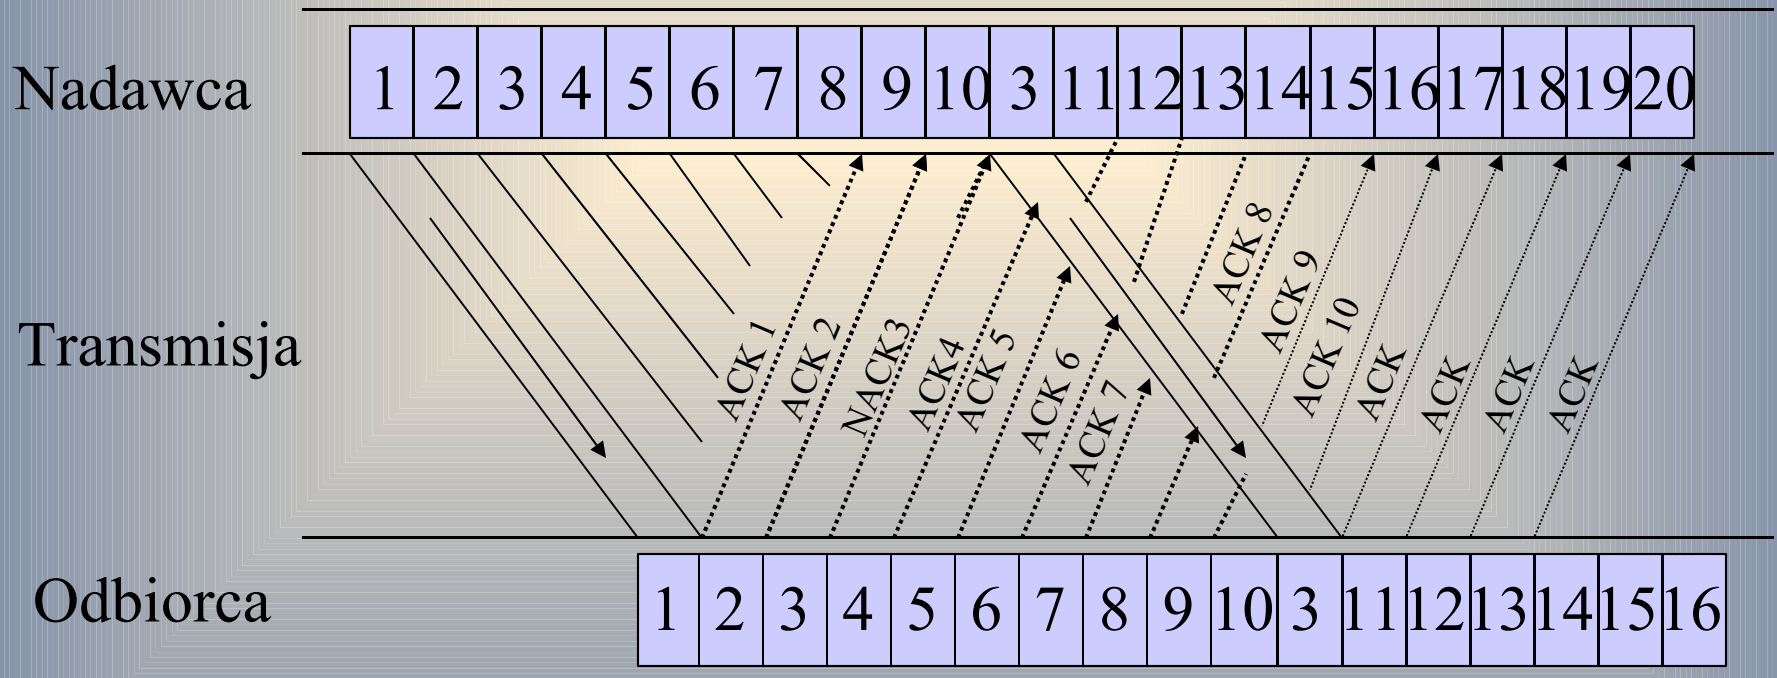 Nadawca 1 2 3 4 5 6 7 8 9 10 3 11 12 13 14 15 16 17 18 19 20
Transmisja
ACK 1
ACK 2
NACK3
ACK4
ACK 5
ACK 6
ACK 7
ACK 8
ACK 9
ACK 10
ACK
ACK
ACK
ACK
Odbiorca 1 2 3 4 5 6 7 8 9 10 3 11 12 13 14 15 16